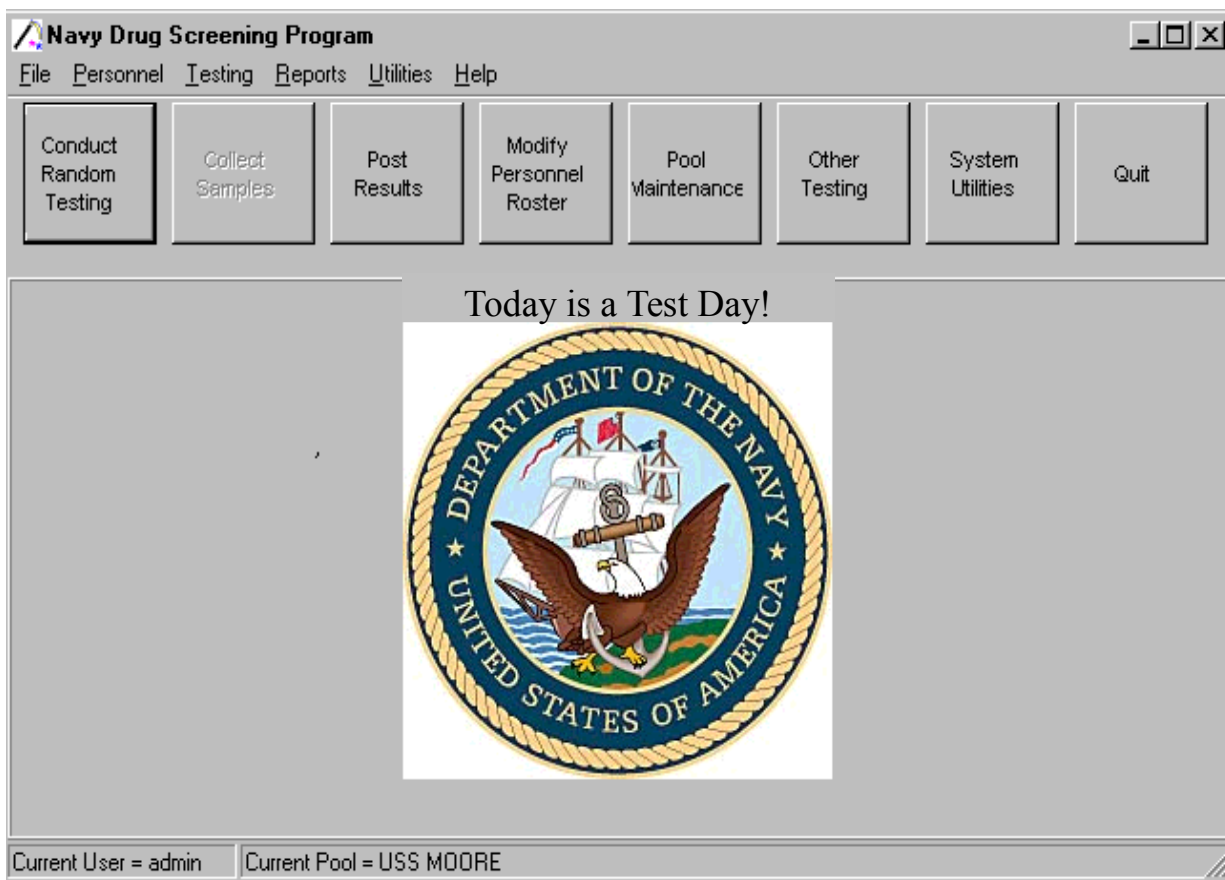 Navy Drug Screening Program
File Personnel Testing Reports Utilities Help
Conduct
Random
Testing
Collect
Samples
Post
Results
Modify
Personnel
Roster
Pool
Maintenance
Other
Testing
System
Utilities
Quit
Today is a Test Day!
DEPARTMENT OF THE NAVY
UNITED STATES OF AMERICA
Current User = admin
Current Pool = USS MOORE